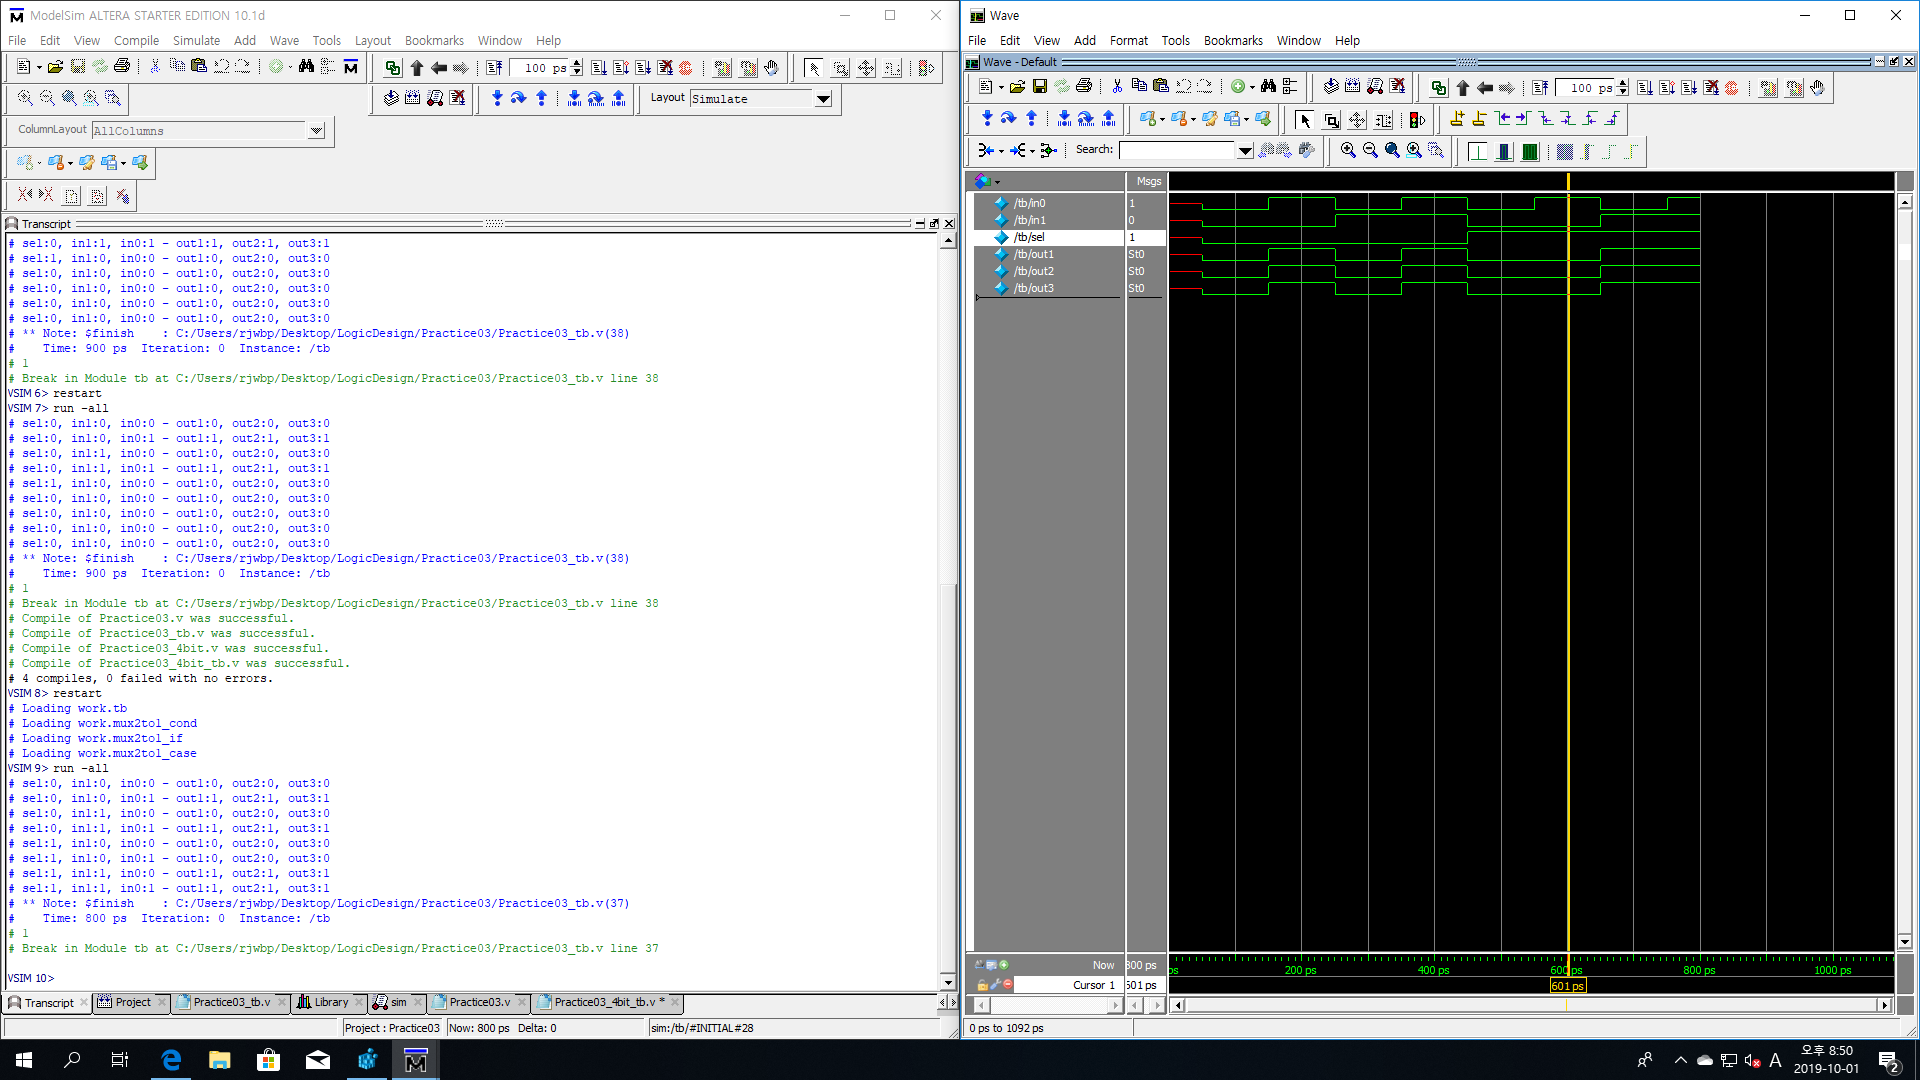 ModelSim ALTERA STARTER EDITION 10.1d
File Edit View Compile Simulate Add Wave Tools Layout Bookmarks Window Help
100 ps
Layout Simulate
ColumnLayout AllColumns
Transcript
# sel:0, in1:1, in0:1 - out1:1, out2:1, out3:1
# sel:1, in1:0, in0:0 - out1:0, out2:0, out3:0
# sel:0, in1:0, in0:0 - out1:0, out2:0, out3:0
# sel:0, in1:0, in0:0 - out1:0, out2:0, out3:0
# sel:0, in1:0, in0:0 - out1:0, out2:0, out3:0
# sel:0, in1:0, in0:0 - out1:0, out2:0, out3:0
# ** Note: $finish    : C:/Users/rjwbp/Desktop/LogicDesign/Practice03/Practice03_tb.v(38)
#    Time: 900 ps  Iteration: 0  Instance: /tb
# 1
# Break in Module tb at C:/Users/rjwbp/Desktop/LogicDesign/Practice03/Practice03_tb.v line 38
VSIM 6> restart
VSIM 7> run -all
# sel:0, in1:0, in0:0 - out1:0, out2:0, out3:0
# sel:0, in1:0, in0:1 - out1:1, out2:1, out3:1
# sel:0, in1:1, in0:0 - out1:0, out2:0, out3:0
# sel:0, in1:1, in0:1 - out1:1, out2:1, out3:1
# sel:1, in1:0, in0:0 - out1:0, out2:0, out3:0
# sel:0, in1:0, in0:0 - out1:0, out2:0, out3:0
# sel:0, in1:0, in0:0 - out1:0, out2:0, out3:0
# sel:0, in1:0, in0:0 - out1:0, out2:0, out3:0
# sel:0, in1:0, in0:0 - out1:0, out2:0, out3:0
# ** Note: $finish    : C:/Users/rjwbp/Desktop/LogicDesign/Practice03/Practice03_tb.v(38)
#    Time: 900 ps  Iteration: 0  Instance: /tb
# 1
# Break in Module tb at C:/Users/rjwbp/Desktop/LogicDesign/Practice03/Practice03_tb.v line 38
# Compile of Practice03.v was successful.
# Compile of Practice03_tb.v was successful.
# Compile of Practice03_4bit.v was successful.
# Compile of Practice03_4bit_tb.v was successful.
# 4 compiles, 0 failed with no errors.
VSIM 8> restart
# Loading work.tb
# Loading work.mux2to1_cond
# Loading work.mux2to1_if
# Loading work.mux2to1_case
VSIM 9> run -all
# sel:0, in1:0, in0:0 - out1:0, out2:0, out3:0
# sel:0, in1:0, in0:1 - out1:1, out2:1, out3:1
# sel:0, in1:1, in0:0 - out1:0, out2:0, out3:0
# sel:0, in1:1, in0:1 - out1:1, out2:1, out3:1
# sel:1, in1:0, in0:0 - out1:0, out2:0, out3:0
# sel:1, in1:0, in0:1 - out1:0, out2:0, out3:0
# sel:1, in1:1, in0:0 - out1:1, out2:1, out3:1
# sel:1, in1:1, in0:1 - out1:1, out2:1, out3:1
# ** Note: $finish    : C:/Users/rjwbp/Desktop/LogicDesign/Practice03/Practice03_tb.v(37)
#    Time: 800 ps  Iteration: 0  Instance: /tb
# 1
# Break in Module tb at C:/Users/rjwbp/Desktop/LogicDesign/Practice03/Practice03_tb.v line 37
VSIM 10>
Transcript Project Practice03_tb.v Library sim Practice03.v Practice03_4bit_tb.v *
Project : Practice03 Now: 800 ps Delta: 0 sim:/tb/#INITIAL#28
Wave
File Edit View Add Format Tools Bookmarks Window Help
Wave - Default
100 ps
Search:
Msgs
/tb/in0 1
/tb/in1 0
/tb/sel 1
/tb/out1 St0
/tb/out2 St0
/tb/out3 St0
Now 800 ps ps 200 ps 400 ps 600 ps 800 ps 1000 ps
Cursor 1 601 ps 601 ps
0 ps to 1092 ps
A
오후 8:50
2019-10-01
2